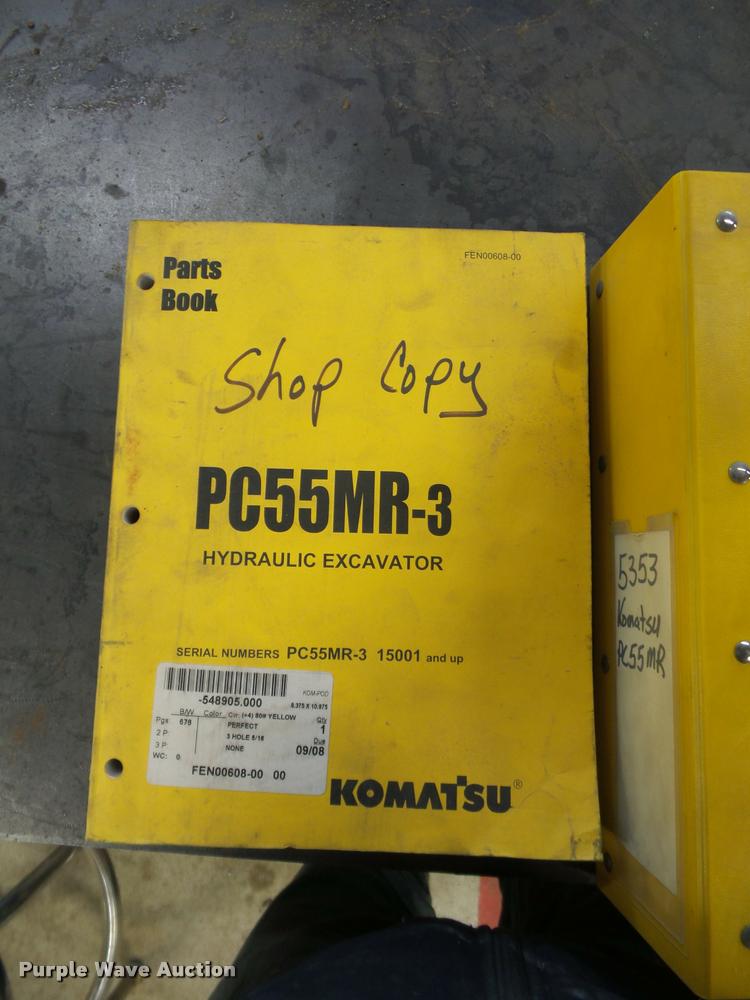 FEN00608-00
Parts
Book
Shop Copy
PC55MR-3
HYDRAULIC EXCAVATOR
SERIAL NUMBERS PC55MR-3 15001 and up
KOM-POD
-548905.000
8.375 X 10.875
B/W Color Clr: (+4) 80# YELLOW Qty
Pgs 678 PERFECT 1
2 P: 3 HOLE 5/16 Due
3 P: NONE 09/08
WC: 0
FEN00608-00 00
KOMATSU®
5353
Komatsu
PC55MR
Purple Wave Auction